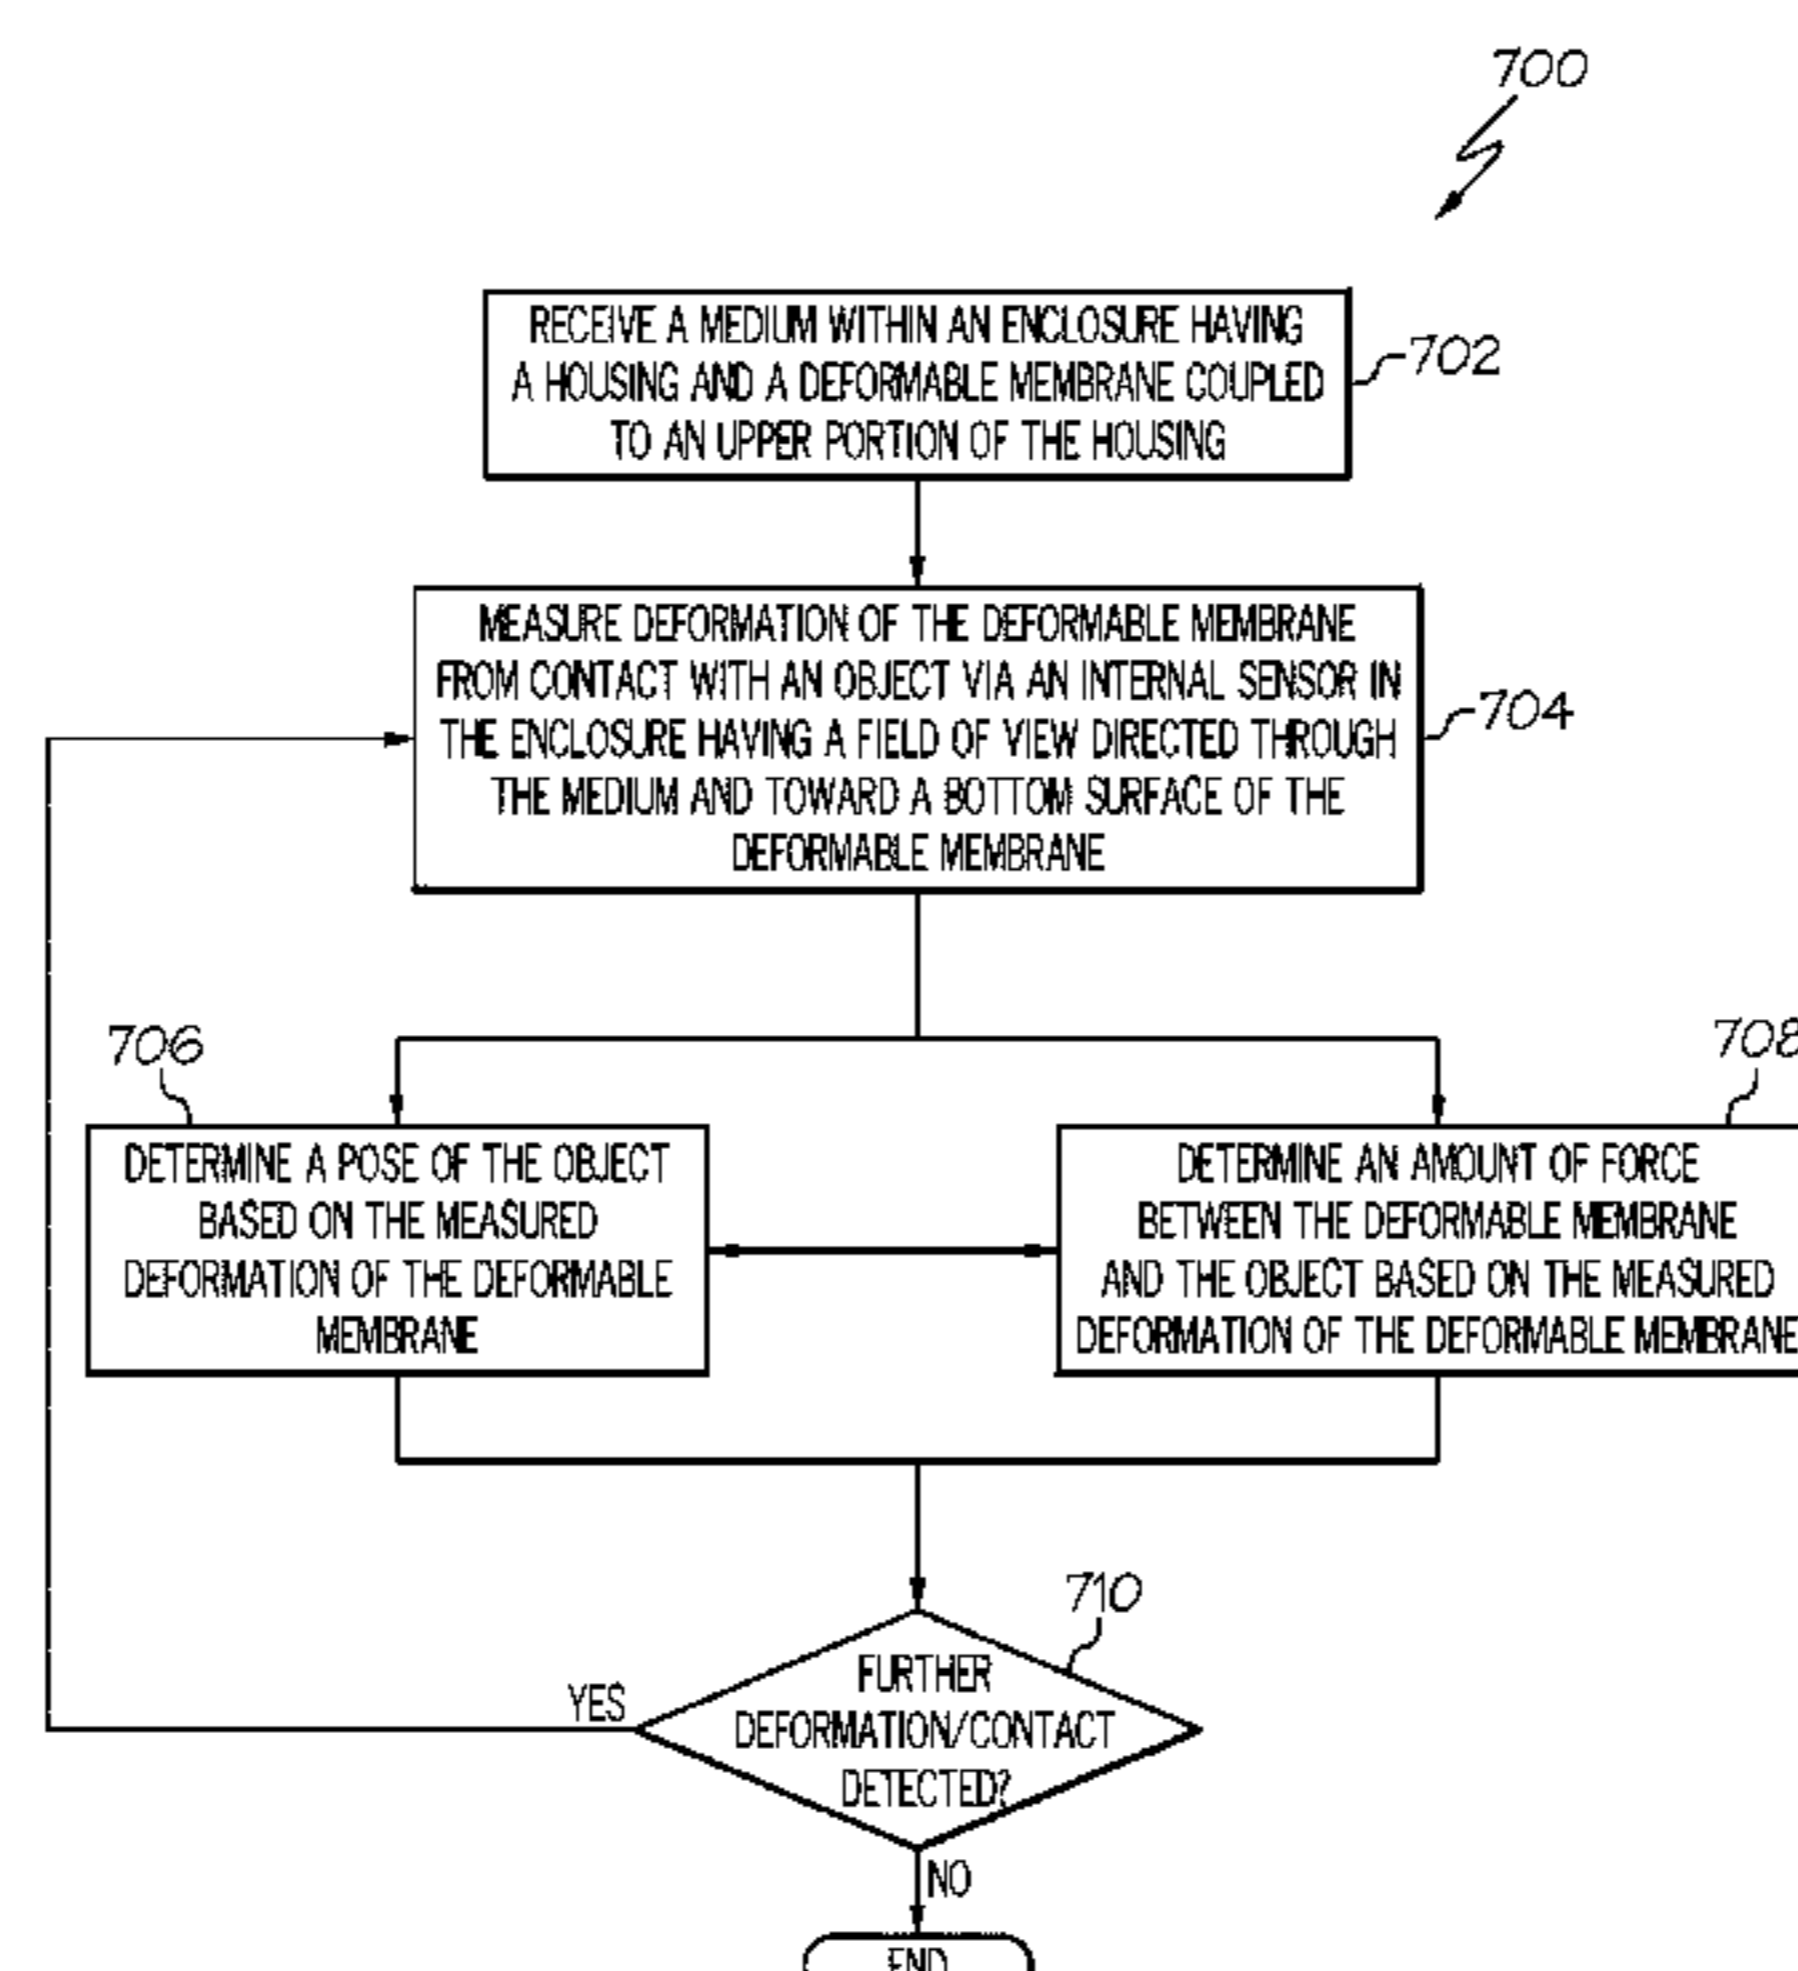 700
RECEIVE A MEDIUM WITHIN AN ENCLOSURE HAVING
A HOUSING AND A DEFORMABLE MEMBRANE COUPLED
TO AN UPPER PORTION OF THE HOUSING
702
MEASURE DEFORMATION OF THE DEFORMABLE MEMBRANE
FROM CONTACT WITH AN OBJECT VIA AN INTERNAL SENSOR IN
THE ENCLOSURE HAVING A FIELD OF VIEW DIRECTED THROUGH
THE MEDIUM AND TOWARD A BOTTOM SURFACE OF THE
DEFORMABLE MEMBRANE
704
706
DETERMINE A POSE OF THE OBJECT
BASED ON THE MEASURED
DEFORMATION OF THE DEFORMABLE
MEMBRANE
708
DETERMINE AN AMOUNT OF FORCE
BETWEEN THE DEFORMABLE MEMBRANE
AND THE OBJECT BASED ON THE MEASURED
DEFORMATION OF THE DEFORMABLE MEMBRANE
710
FURTHER
DEFORMATION/CONTACT
DETECTED?
YES
NO
END